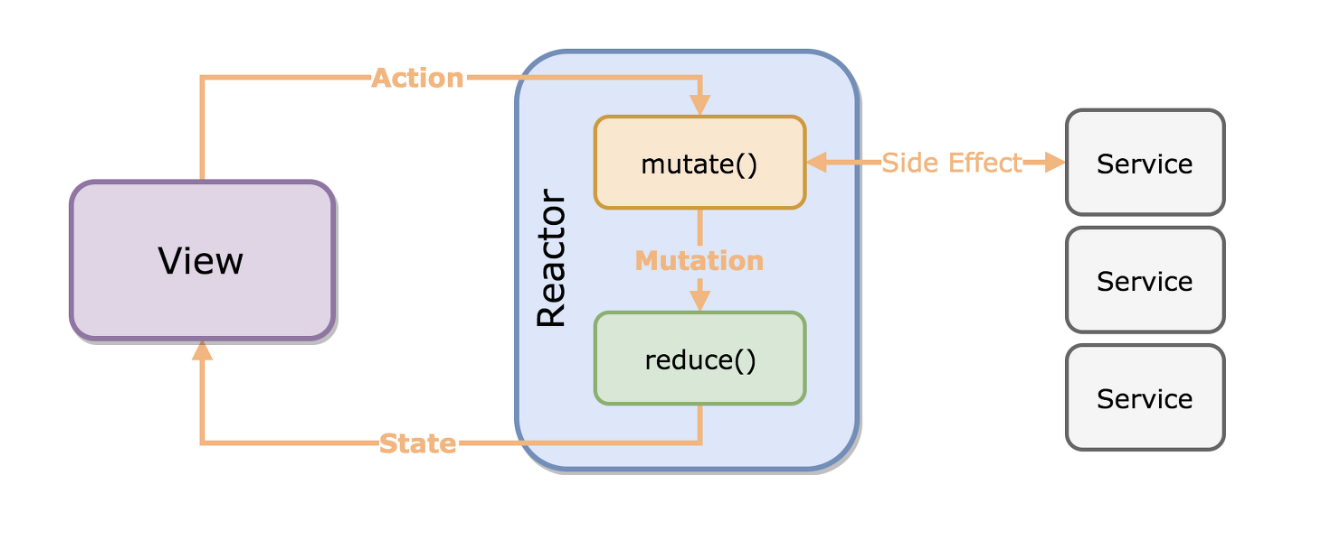 Action
mutate()
Side Effect
Service
View
Reactor
Mutation
Service
reduce()
Service
State